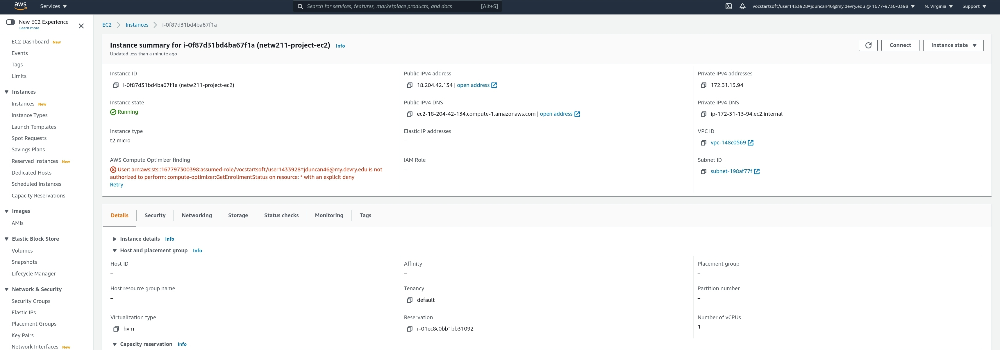 aws
Services
Search for services, features, marketplace products, and docs [Alt+S]
vocstartsoft/user1433928=jduncan46@my.devry.edu @ 1677-9730-0398
N. Virginia
Support
New EC2 Experience
Learn more
EC2 Dashboard New
Events
Tags
Limits
Instances
Instances New
Instance Types
Launch Templates
Spot Requests
Savings Plans
Reserved Instances New
Dedicated Hosts
Scheduled Instances
Capacity Reservations
Images
AMIs
Elastic Block Store
Volumes
Snapshots
Lifecycle Manager
Network & Security
Security Groups
Elastic IPs
Placement Groups
Key Pairs
Network Interfaces New
EC2 Instances i-0f87d31bd4ba67f1a
Instance summary for i-0f87d31bd4ba67f1a (netw211-project-ec2) Info
Updated less than a minute ago
Connect
Instance state
Instance ID
i-0f87d31bd4ba67f1a (netw211-project-ec2)
Public IPv4 address
18.204.42.134 | open address
Private IPv4 addresses
172.31.13.94
Instance state
Running
Public IPv4 DNS
ec2-18-204-42-134.compute-1.amazonaws.com | open address
Private IPv4 DNS
ip-172-31-13-94.ec2.internal
Instance type
t2.micro
Elastic IP addresses
–
VPC ID
vpc-148c0569
AWS Compute Optimizer finding
User: arn:aws:sts::167797300398:assumed-role/vocstartsoft/user1433928=jduncan46@my.devry.edu is not
authorized to perform: compute-optimizer:GetEnrollmentStatus on resource: * with an explicit deny
Retry
IAM Role
–
Subnet ID
subnet-198af77f
Details
Security
Networking
Storage
Status checks
Monitoring
Tags
Instance details Info
Host and placement group Info
Host ID
–
Affinity
–
Placement group
–
Host resource group name
–
Tenancy
default
Partition number
–
Virtualization type
hvm
Reservation
r-01ec8c0bb1bb31092
Number of vCPUs
1
Capacity reservation Info